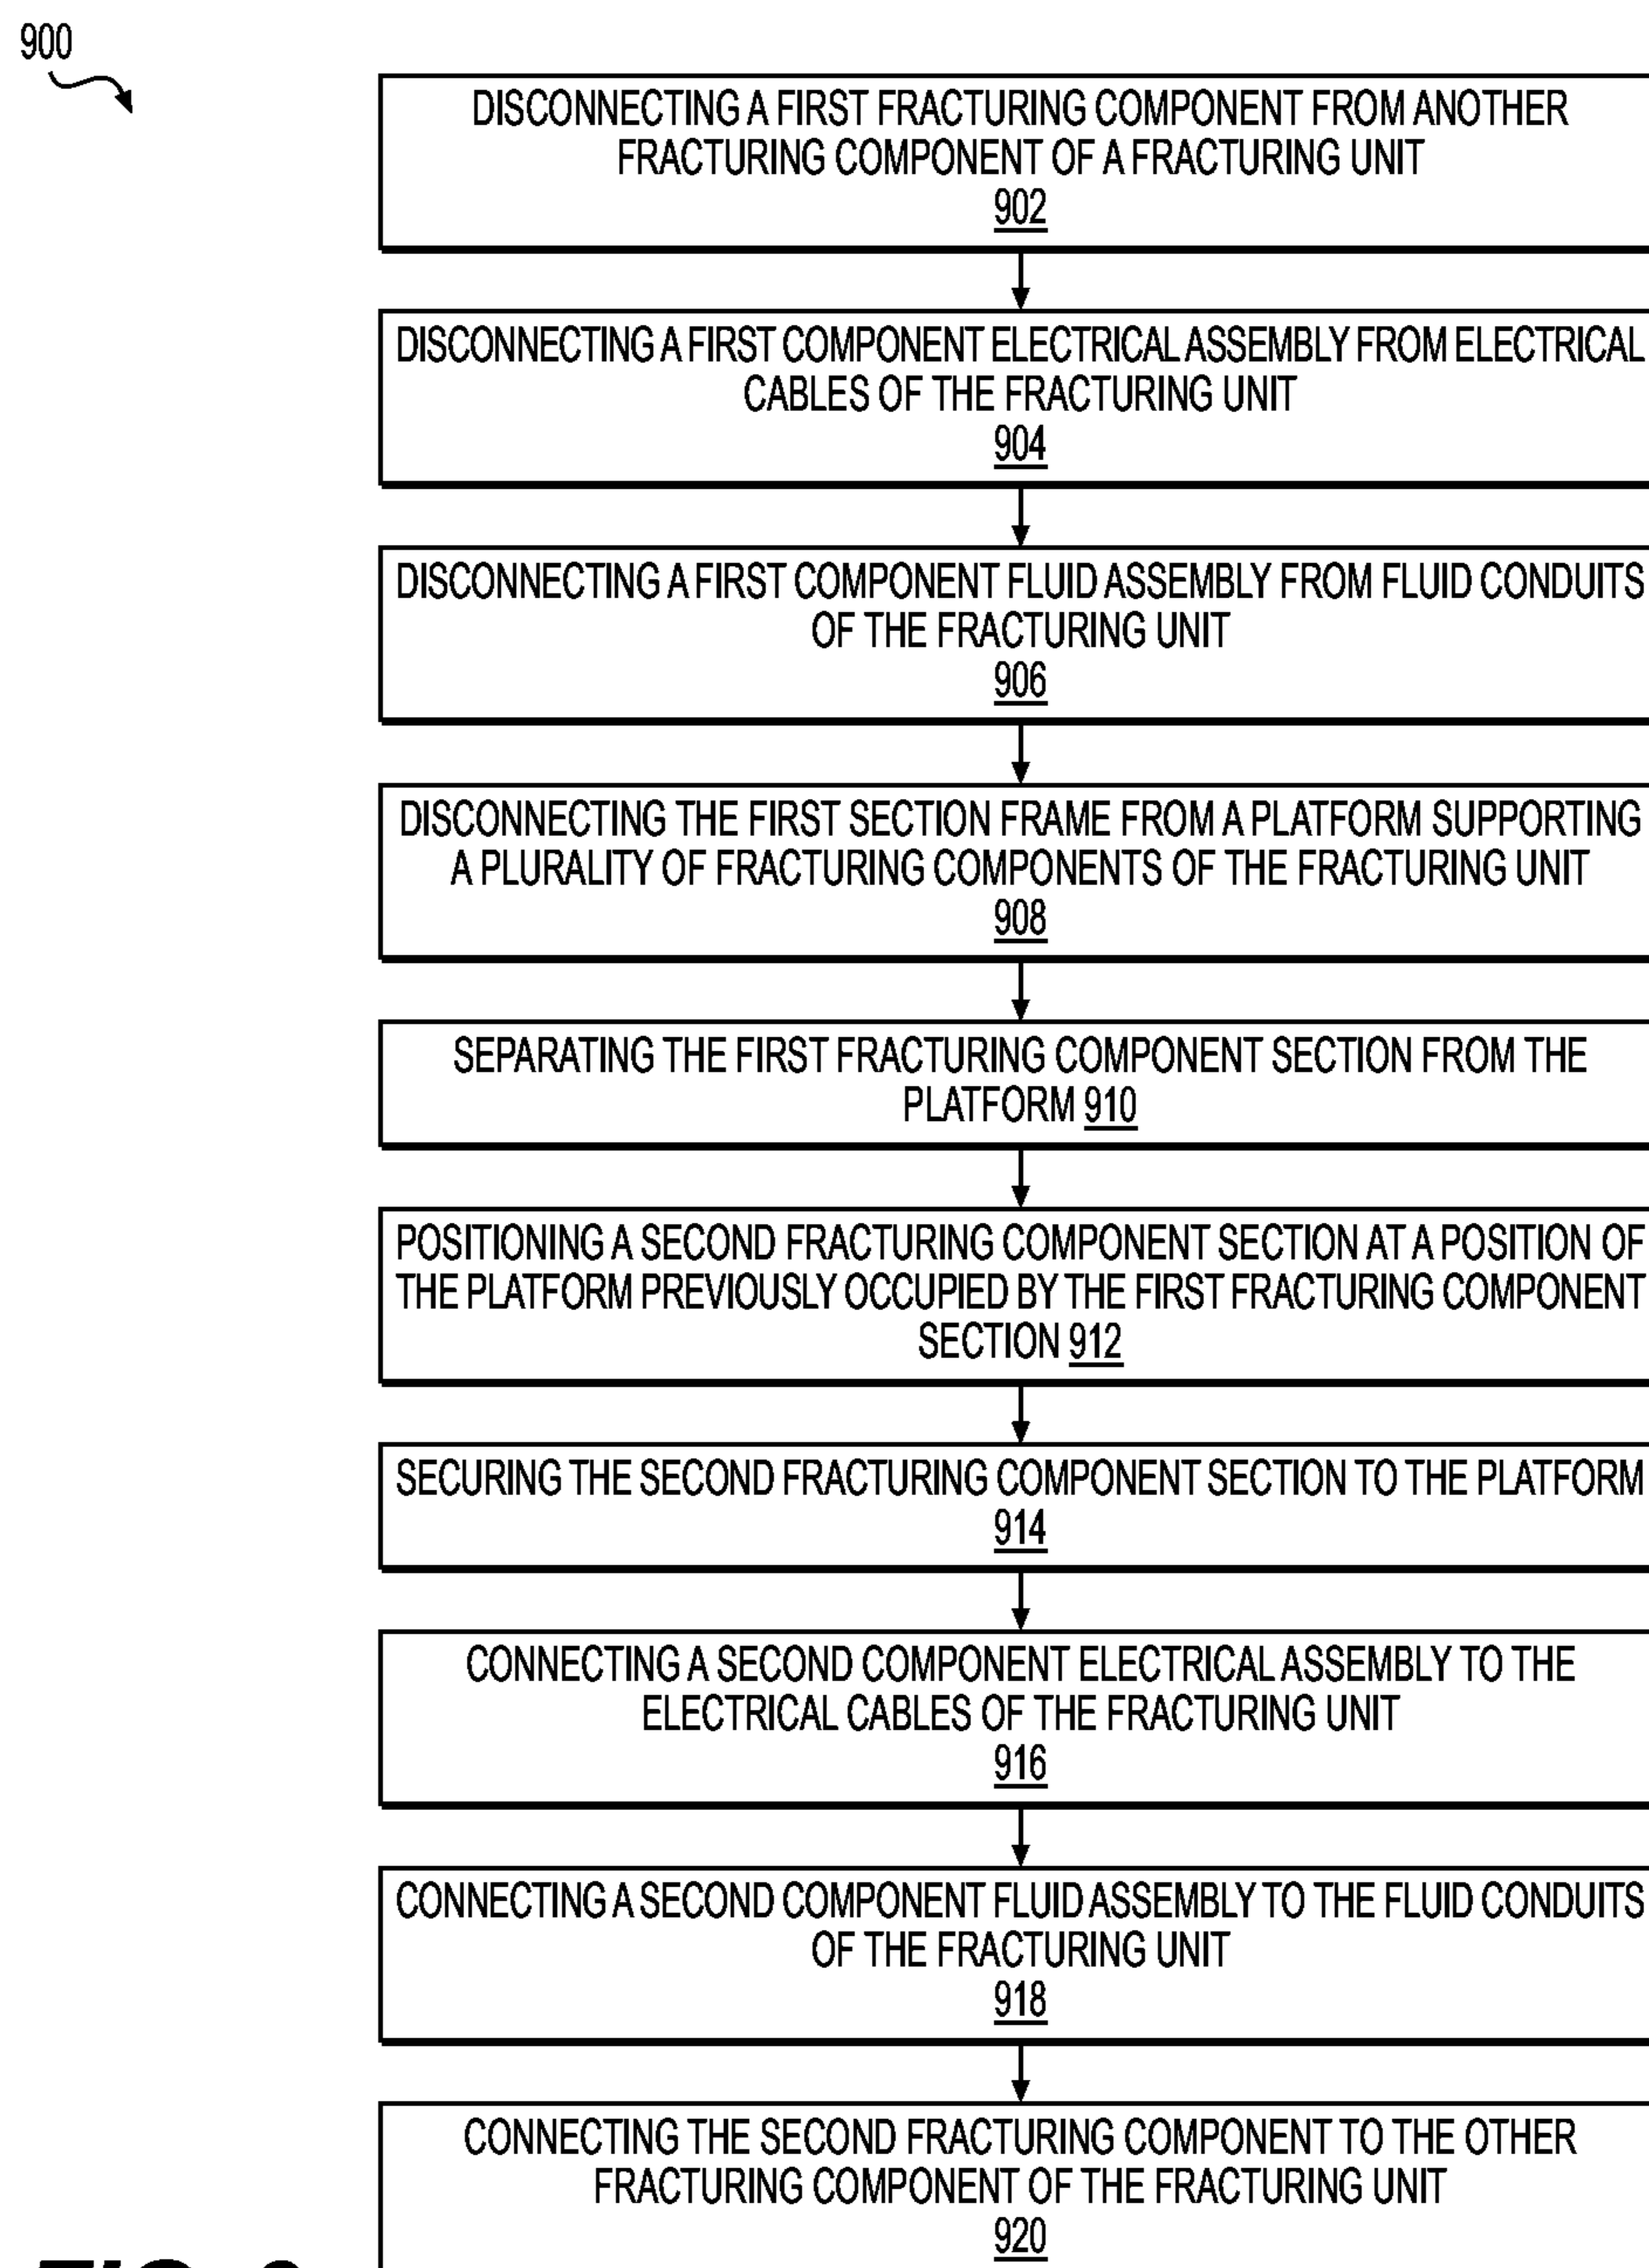 900
DISCONNECTING A FIRST FRACTURING COMPONENT FROM ANOTHER
FRACTURING COMPONENT OF A FRACTURING UNIT
902
DISCONNECTING A FIRST COMPONENT ELECTRICAL ASSEMBLY FROM ELECTRICAL
CABLES OF THE FRACTURING UNIT
904
DISCONNECTING A FIRST COMPONENT FLUID ASSEMBLY FROM FLUID CONDUITS
OF THE FRACTURING UNIT
906
DISCONNECTING THE FIRST SECTION FRAME FROM A PLATFORM SUPPORTING
A PLURALITY OF FRACTURING COMPONENTS OF THE FRACTURING UNIT
908
SEPARATING THE FIRST FRACTURING COMPONENT SECTION FROM THE
PLATFORM 910
POSITIONING A SECOND FRACTURING COMPONENT SECTION AT A POSITION OF
THE PLATFORM PREVIOUSLY OCCUPIED BY THE FIRST FRACTURING COMPONENT
SECTION 912
SECURING THE SECOND FRACTURING COMPONENT SECTION TO THE PLATFORM
914
CONNECTING A SECOND COMPONENT ELECTRICAL ASSEMBLY TO THE
ELECTRICAL CABLES OF THE FRACTURING UNIT
916
CONNECTING A SECOND COMPONENT FLUID ASSEMBLY TO THE FLUID CONDUITS
OF THE FRACTURING UNIT
918
CONNECTING THE SECOND FRACTURING COMPONENT TO THE OTHER
FRACTURING COMPONENT OF THE FRACTURING UNIT
920